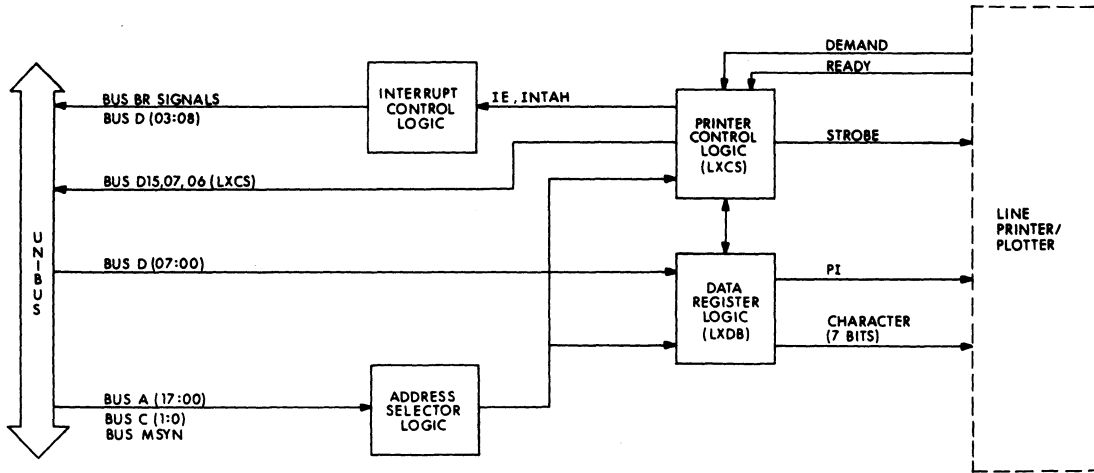 DEMAND
READY
BUS BR SIGNALS
BUS D (03:08)
INTERRUPT
CONTROL
LOGIC
IE, INTAH
PRINTER
CONTROL
LOGIC
(LXCS)
STROBE
BUS D15,07,06 (LXCS)
UNIBUS
BUS D (07:00)
DATA
REGISTER
LOGIC
(LXDB)
PI
CHARACTER
(7 BITS)
LINE
PRINTER/
PLOTTER
BUS A (17:00)
BUS C (1:0)
BUS MSYN
ADDRESS
SELECTOR
LOGIC